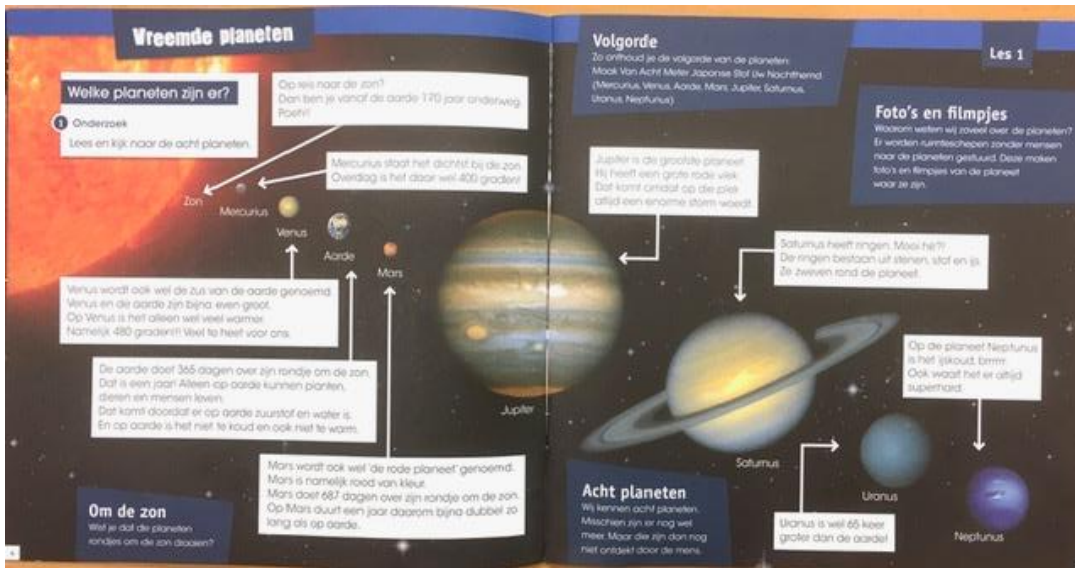 Vreemde planeten
Welke planeten zijn er?
1 Onderzoek
Lees en kijk naar de acht planeten.
Op reis naar de zon?
Dan ben je vanaf de aarde 170 jaar onderweg.
Poeh!!
Mercurius staat het dichtst bij de zon.
Overdag is het daar wel 400 graden!
Zon
Mercurius
Venus
Aarde
Mars
Venus wordt ook wel de zus van de aarde genoemd.
Venus en de aarde zijn bijna even groot.
Op Venus is het alleen wel veel warmer.
Namelijk 480 graden!!! Veel te heet voor ons.
De aarde doet 365 dagen over zijn rondje om de zon.
Dat is een jaar! Alleen op aarde kunnen planten,
dieren en mensen leven.
Dat komt doordat er op aarde zuurstof en water is.
En op aarde is het niet te koud en ook niet te warm.
Mars wordt ook wel 'de rode planeet' genoemd.
Mars is namelijk rood van kleur.
Mars doet 687 dagen over zijn rondje om de zon.
Op Mars duurt een jaar daarom bijna dubbel zo
lang als op aarde.
Om de zon
Wist je dat de planeten
rondjes om de zon draaien?
4
Volgorde
Zo onthoud je de volgorde van de planeten:
Maak Van Acht Meter Japanse Stof Uw Nachthemd.
(Mercurius, Venus, Aarde, Mars, Jupiter, Saturnus,
Uranus, Neptunus)
Les 1
Foto's en filmpjes
Waarom weten wij zoveel over de planeten?
Er worden ruimteschepen zonder mensen
naar de planeten gestuurd. Deze maken
foto's en filmpjes van de planeet
waar ze zijn.
Jupiter is de grootste planeet.
Hij heeft een grote rode vlek.
Dat komt omdat op die plek
altijd een enorme storm woedt.
Jupiter
Saturnus heeft ringen. Mooi hè?!
De ringen bestaan uit stenen, stof en ijs.
Ze zweven rond de planeet.
Saturnus
Op de planeet Neptunus
is het ijskoud, brrrrr.
Ook waait het er altijd
superhard.
Uranus
Neptunus
Uranus is wel 65 keer
groter dan de aarde!
Acht planeten
Wij kennen acht planeten.
Misschien zijn er nog wel
meer. Maar die zijn dan nog
niet ontdekt door de mens.